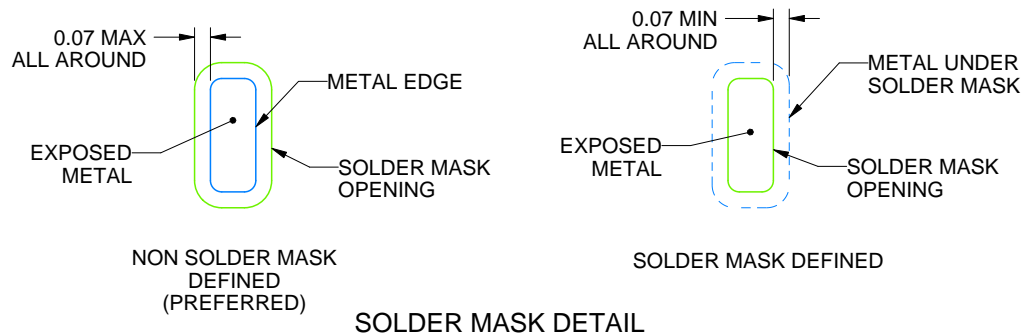 0.07 MAX
ALL AROUND
METAL EDGE
EXPOSED
METAL
SOLDER MASK
OPENING
NON SOLDER MASK
DEFINED
(PREFERRED)
0.07 MIN
ALL AROUND
METAL UNDER
SOLDER MASK
EXPOSED
METAL
SOLDER MASK
OPENING
SOLDER MASK DEFINED
SOLDER MASK DETAIL